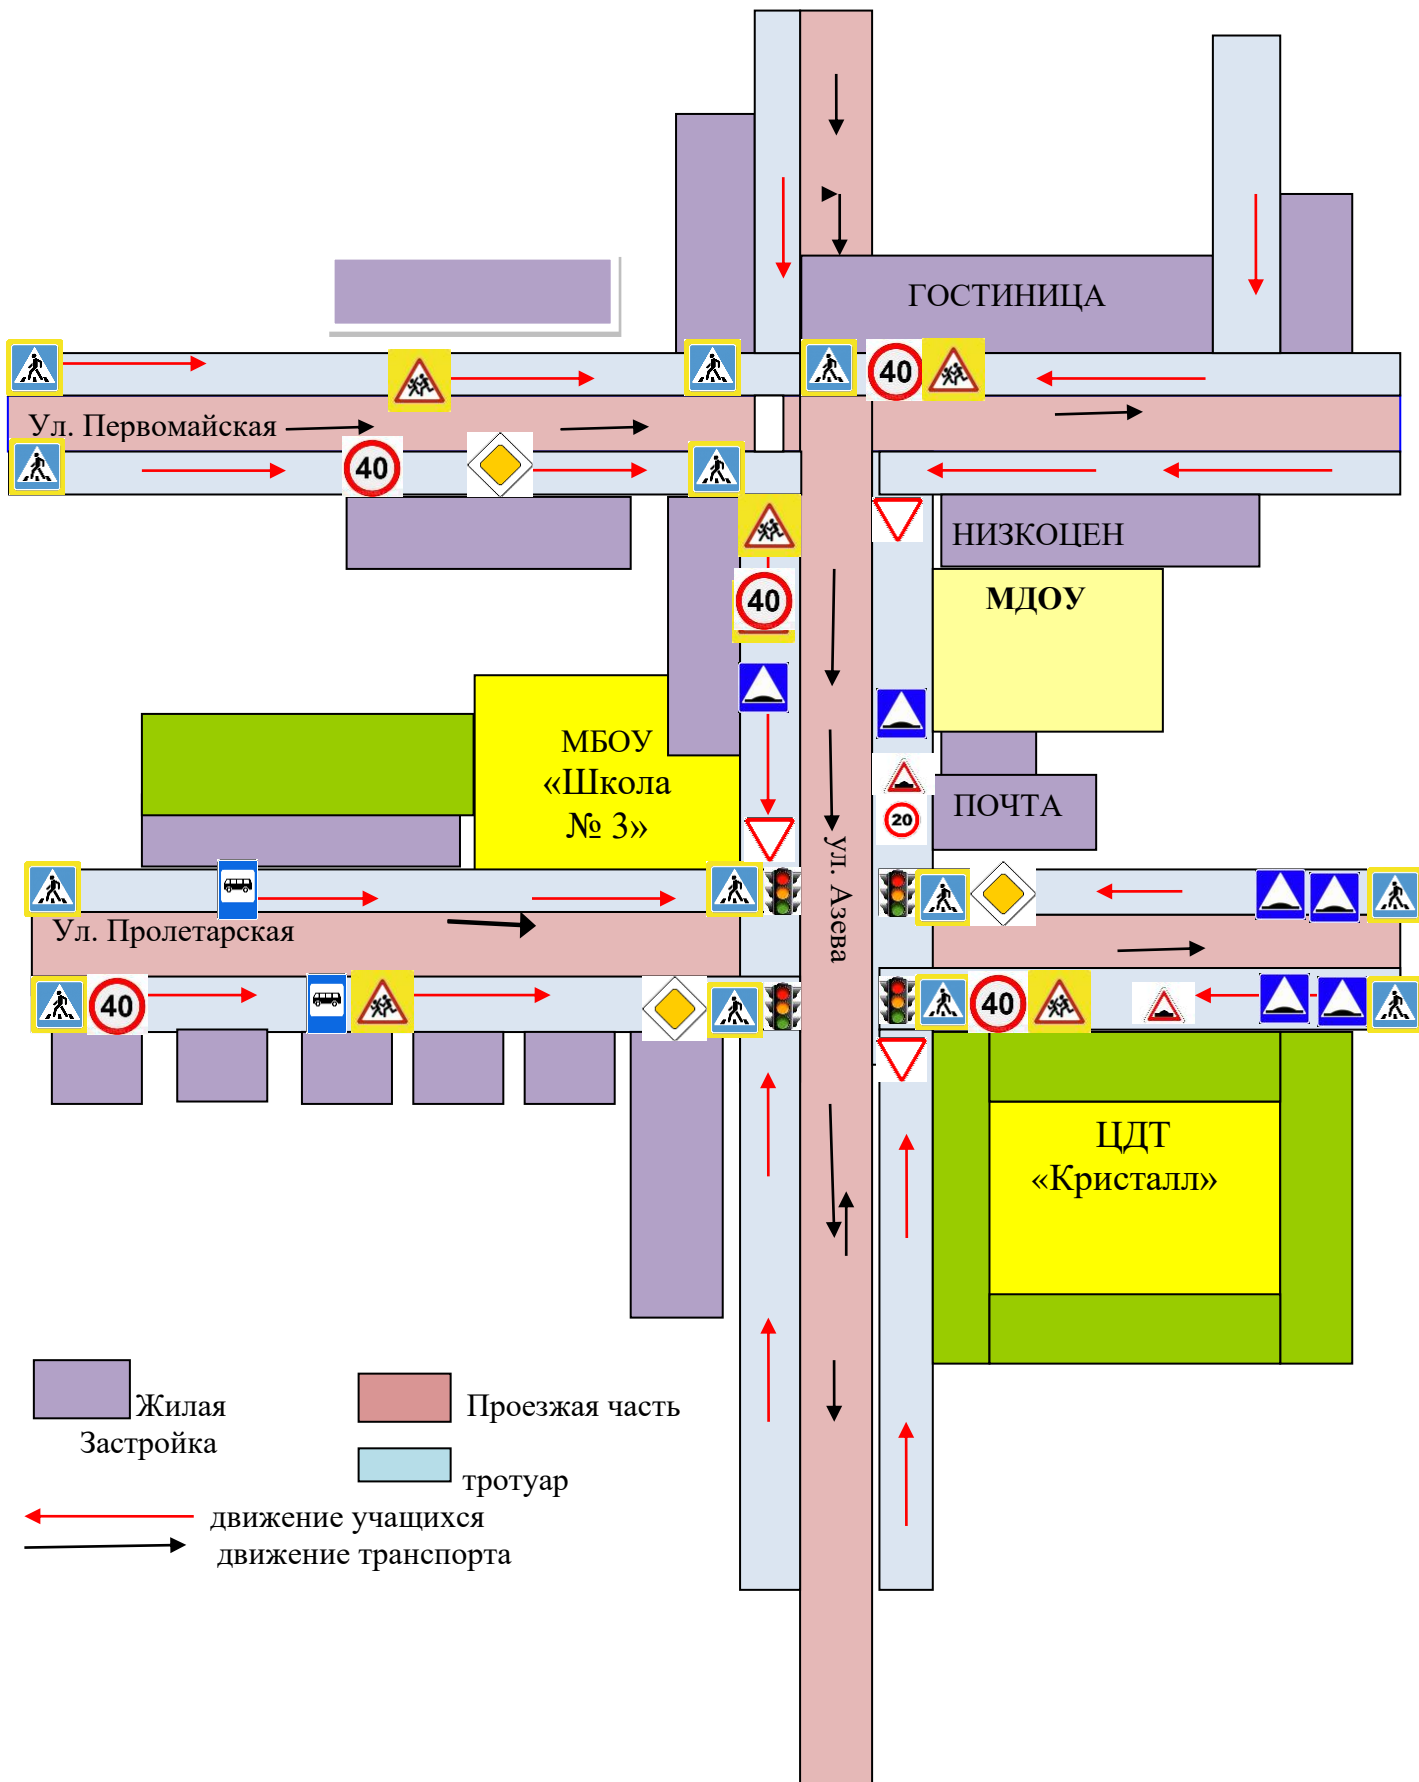 ГОСТИНИЦА
40
Ул. Первомайская
40
НИЗКОЦЕН
МДОУ
40
МБОУ
«Школа
№ 3»
ПОЧТА
20
ул. Азева
Ул. Пролетарская
40
40
ЦДТ
«Кристалл»
Жилая
Застройка
Проезжая часть
тротуар
движение учащихся
движение транспорта